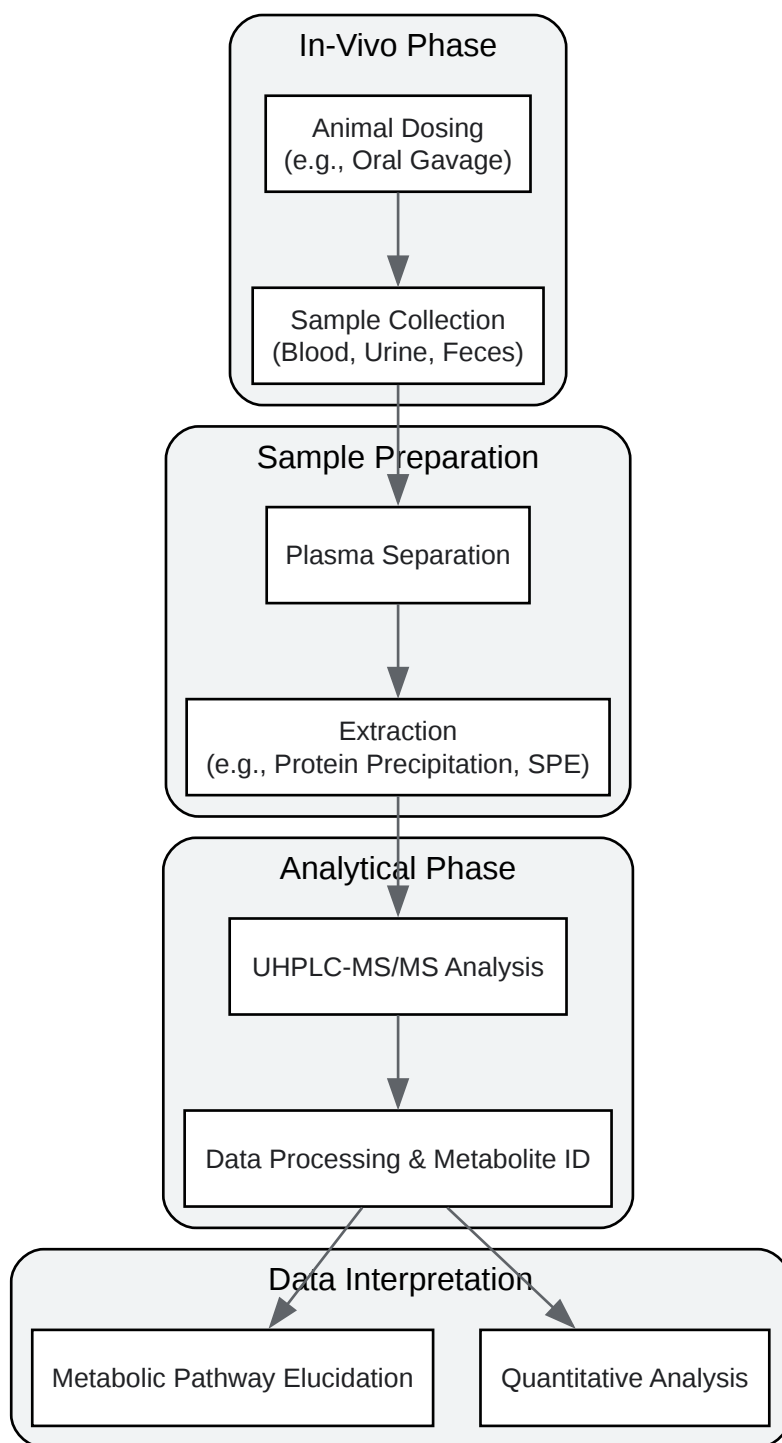 In-Vivo Phase
Animal Dosing
(e.g., Oral Gavage)
Sample Collection
(Blood, Urine, Feces)
Sample Preparation
Plasma Separation
Extraction
(e.g., Protein Precipitation, SPE)
Analytical Phase
UHPLC-MS/MS Analysis
Data Processing & Metabolite ID
Data Interpretation
Metabolic Pathway Elucidation
Quantitative Analysis